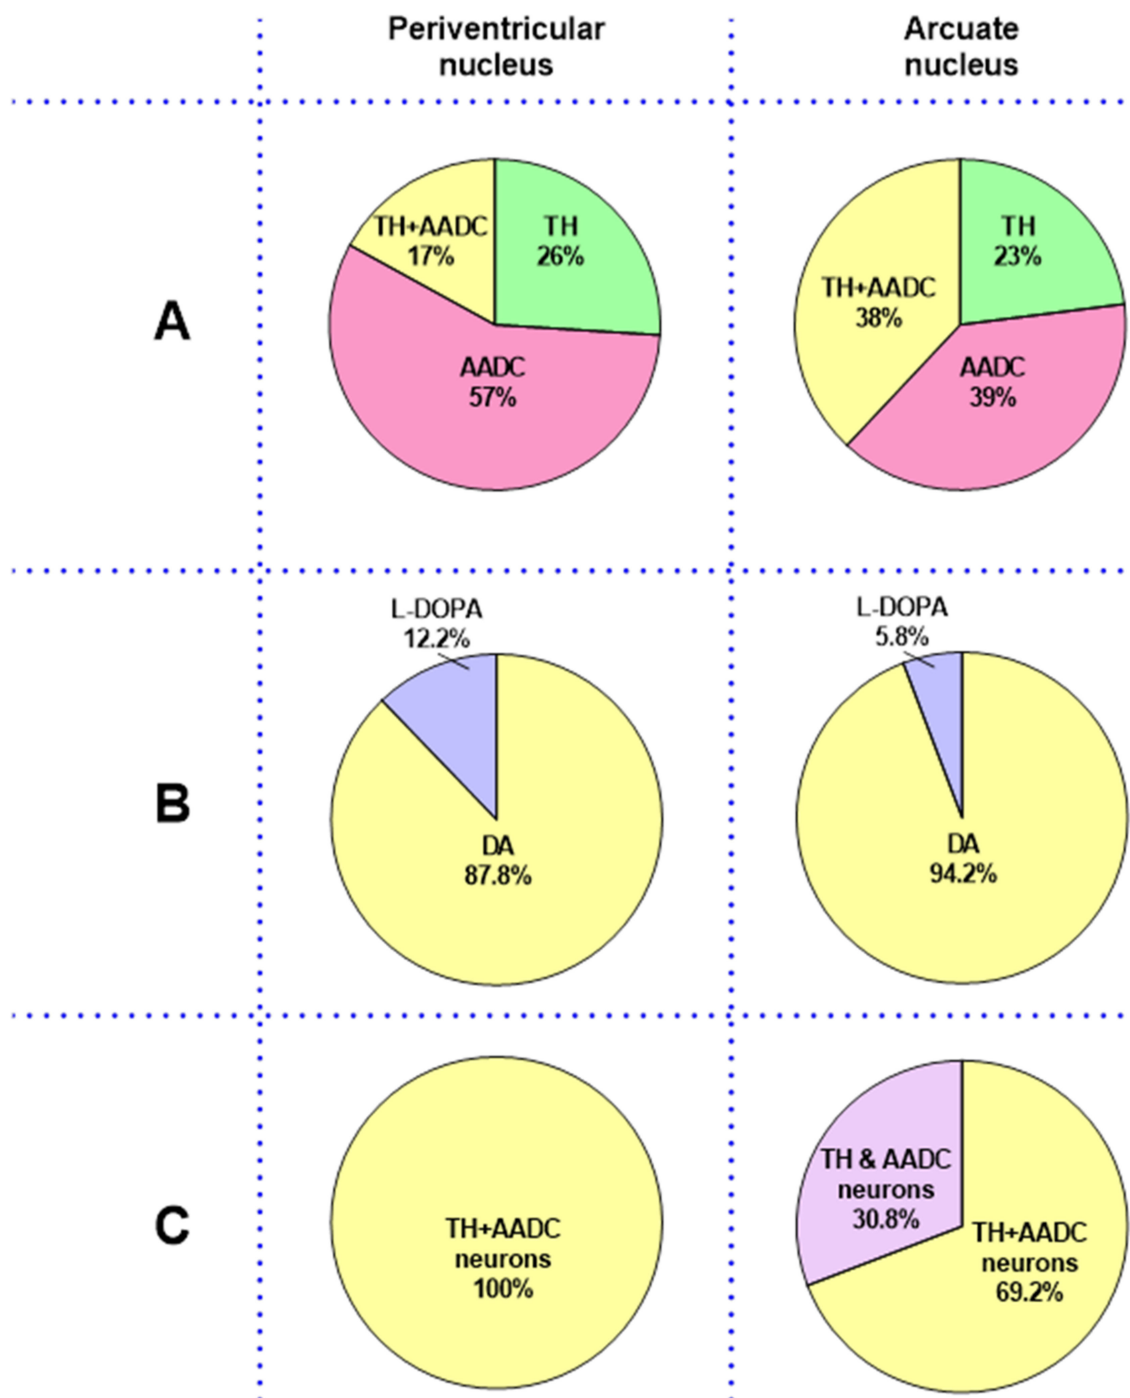 Periventricular
nucleus
Arcuate
nucleus
A
TH+AADC
17%
TH
26%
AADC
57%
TH+AADC
38%
TH
23%
AADC
39%
B
L-DOPA
12.2%
DA
87.8%
L-DOPA
5.8%
DA
94.2%
C
TH+AADC
neurons
100%
TH & AADC
neurons
30.8%
TH+AADC
neurons
69.2%